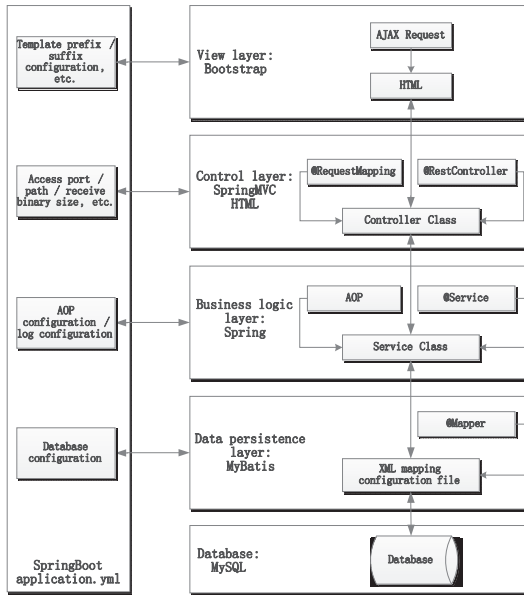 Template prefix /
suffix
configuration,
etc.
View layer:
Bootstrap
AJAX Request
HTML
Access port /
path / receive
binary size, etc.
Control layer:
SpringMVC
HTML
@RequestMapping
@RestController
Controller Class
AOP
configuration /
log configuration
Business logic
layer:
Spring
AOP
@Service
Service Class
Database
configuration
Data persistence
layer:
MyBatis
@Mapper
XML mapping
configuration file
SpringBoot
application.yml
Database:
MySQL
Database